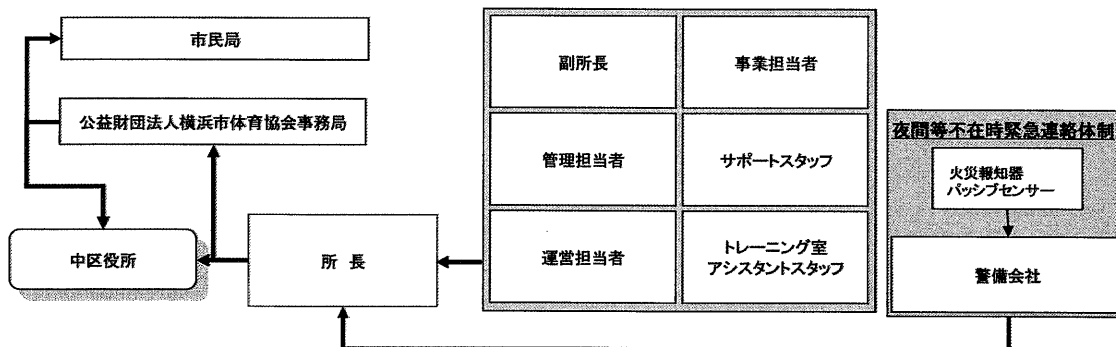 市民局
公益財団法人横浜市体育協会事務局
中区役所
所 長
副所長
事業担当者
管理担当者
サポートスタッフ
運営担当者
トレーニング室
アシスタントスタッフ
夜間等不在時緊急連絡体制
火災報知器
パッシブセンサー
警備会社